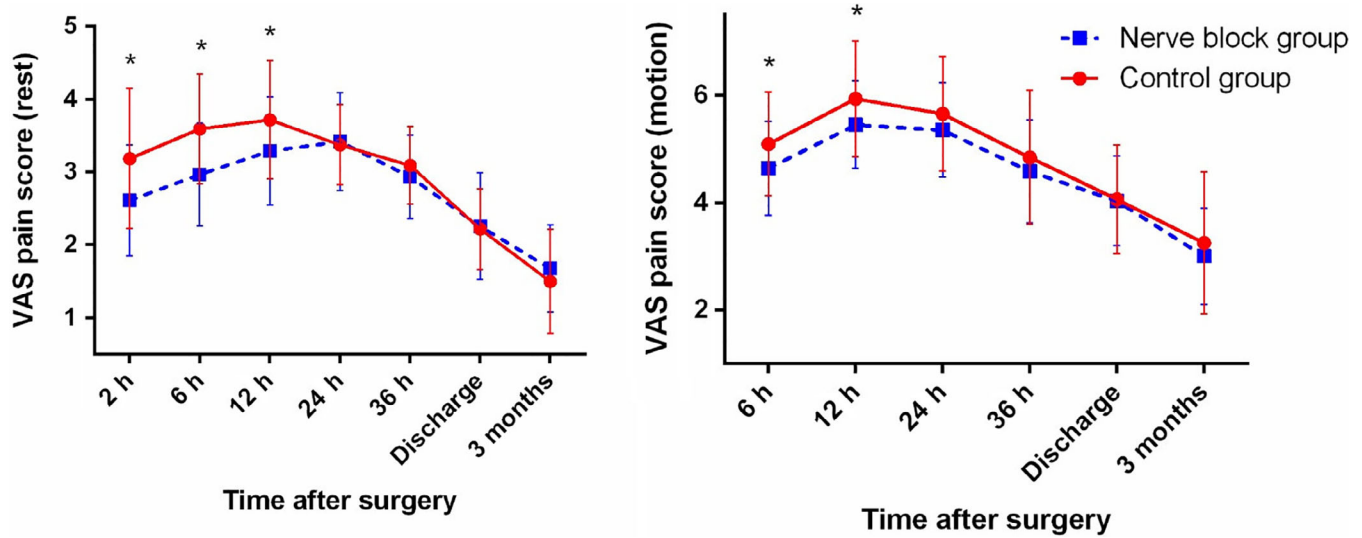 VAS pain score (rest)
5
4
3
2
1
*
*
*
2 h
6 h
12 h
24 h
36 h
Discharge
3 months
Time after surgery
VAS pain score (motion)
6
4
2
*
*
6 h
12 h
24 h
36 h
Discharge
3 months
Time after surgery
Nerve block group
Control group